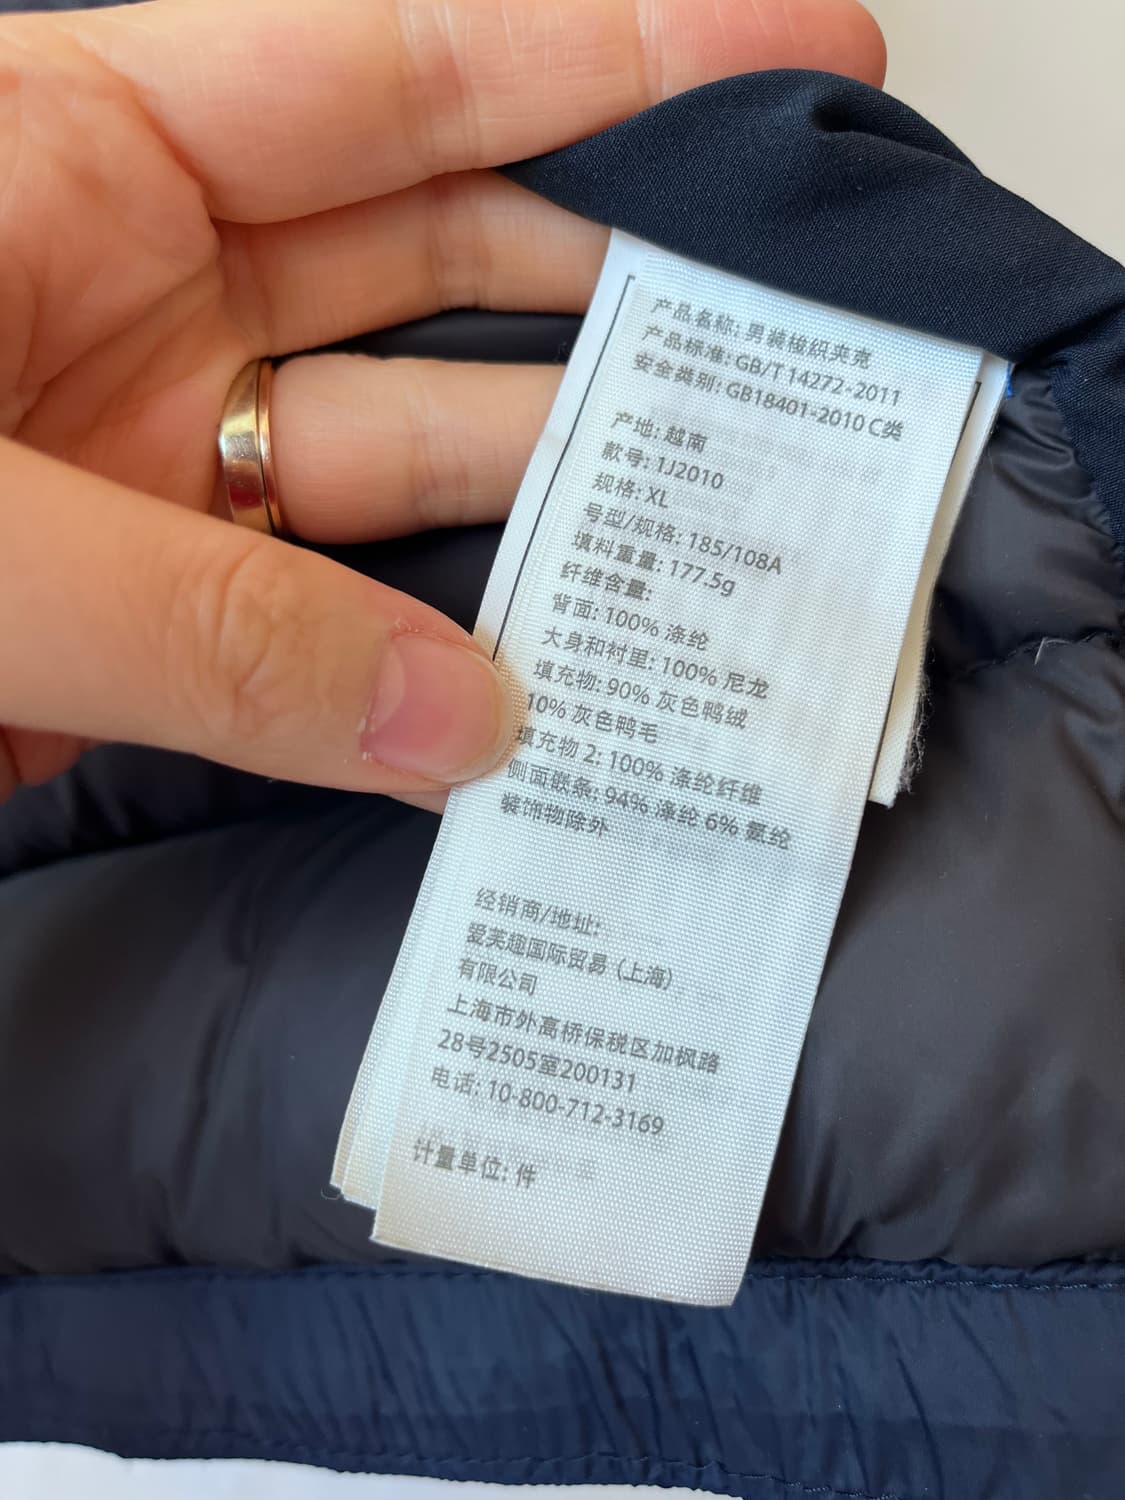 产品名称: 男装梭织夹克
产品标准: GB/T 14272-2011
安全类别: GB18401-2010 C类
产地: 越南
款号: 1J2010
规格: XL
号型/规格: 185/108A
填料重量: 177.5g
纤维含量:
背面: 100% 涤纶
大身和衬里: 100% 尼龙
填充物: 90% 灰色鸭绒
10% 灰色鸭毛
填充物 2: 100% 涤纶纤维
侧面嵌条: 94% 涤纶 6% 氨纶
装饰物除外
经销商/地址:
爱芙趣国际贸易 (上海)
有限公司
上海市外高桥保税区加枫路
28号2505室200131
电话: 10-800-712-3169
计量单位: 件